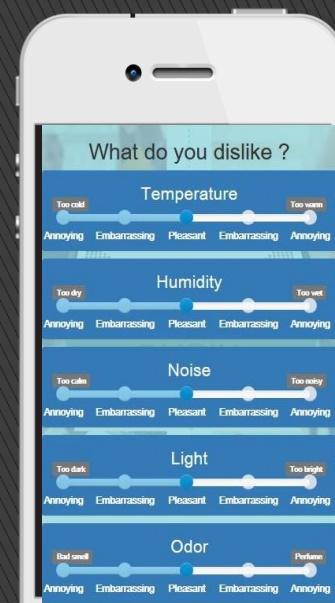 What do you dislike ?
Temperature
Too cold Too warm
Annoying Embarrassing Pleasant Embarrassing Annoying
Humidity
Too dry Too wet
Annoying Embarrassing Pleasant Embarrassing Annoying
Noise
Too calm Too noisy
Annoying Embarrassing Pleasant Embarrassing Annoying
Light
Too dark Too bright
Annoying Embarrassing Pleasant Embarrassing Annoying
Odor
Bad smell Perfume
Annoying Embarrassing Pleasant Embarrassing Annoying